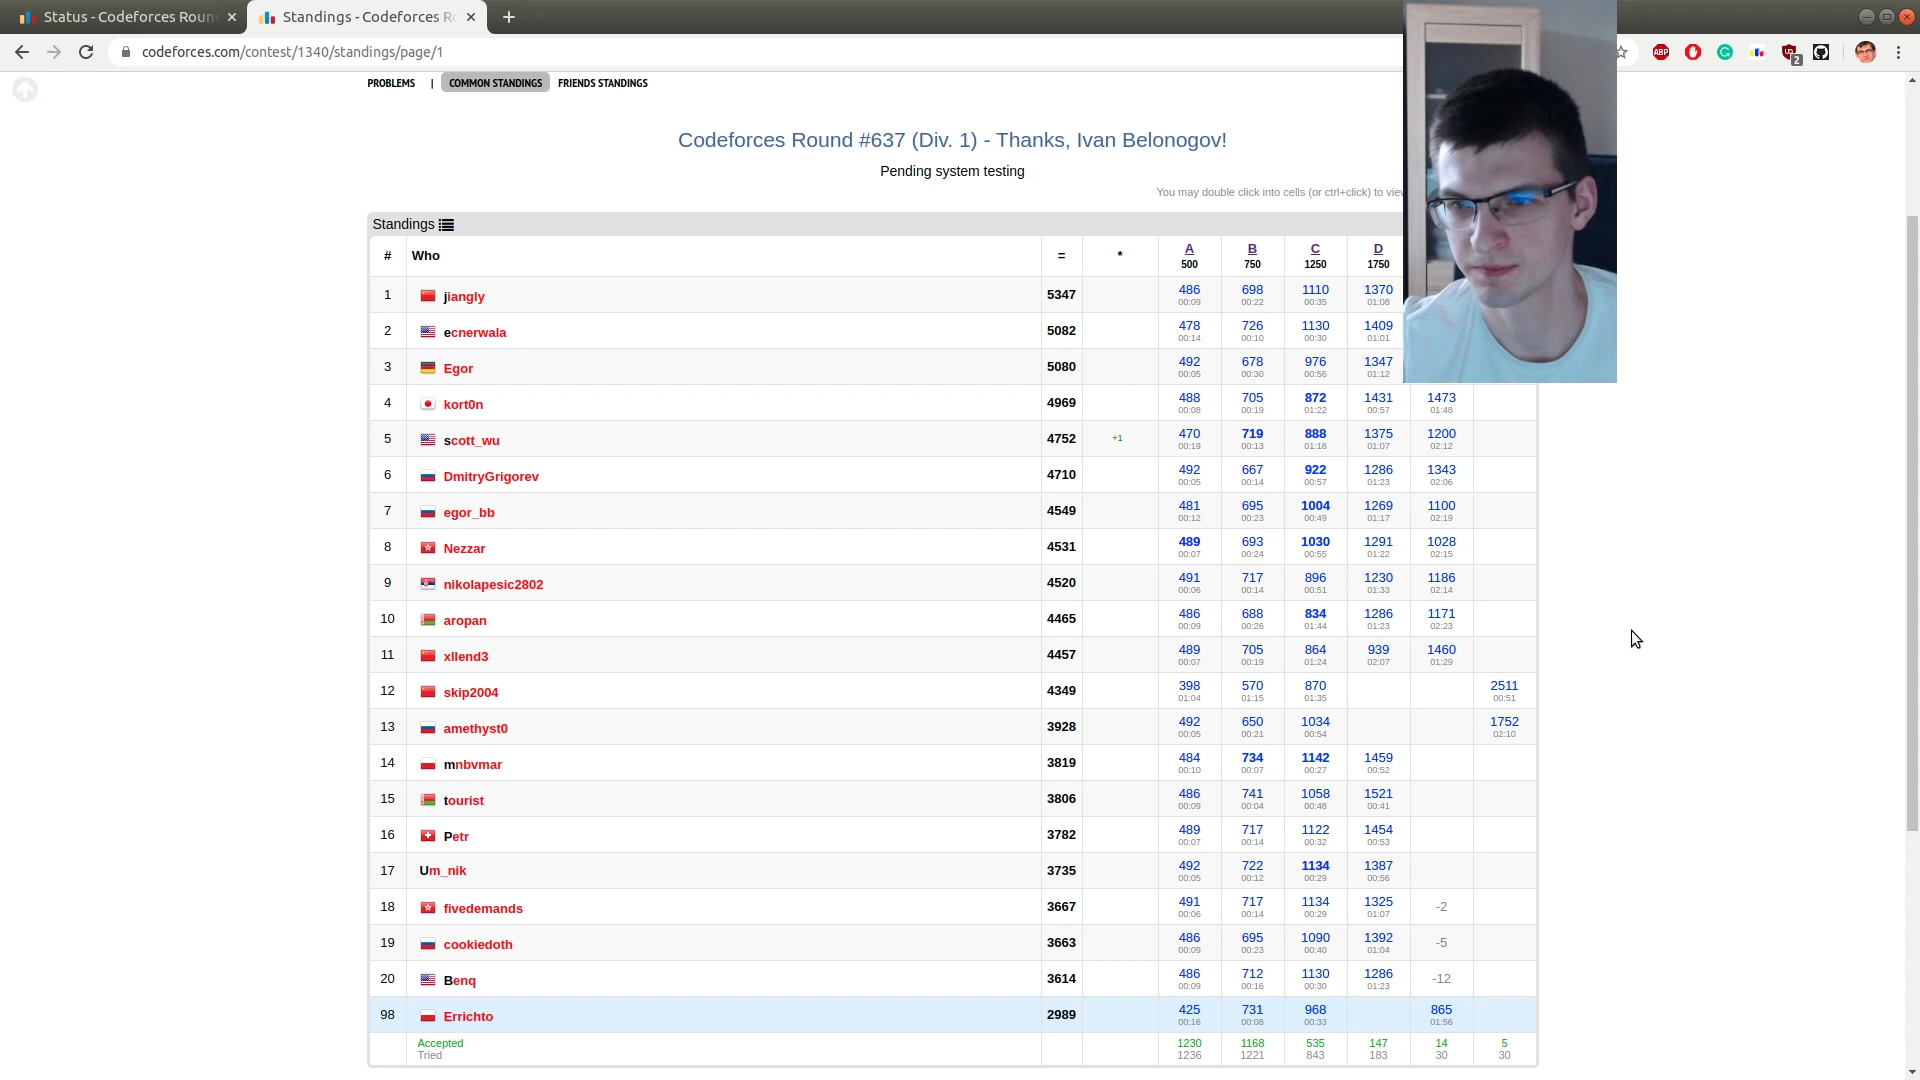 Status - Codeforces Roun
Standings - Codeforces Ro
codeforces.com/contest/1340/standings/page/1
ABP
2
PROBLEMS | COMMON STANDINGS FRIENDS STANDINGS
Codeforces Round #637 (Div. 1) - Thanks, Ivan Belonogov!
Pending system testing
You may double click into cells (or ctrl+click) to view
Standings
# Who = * A B C D
500 750 1250 1750
1 jiangly 5347 486 698 1110 1370
00:09 00:22 00:35 01:08
2 ecnerwala 5082 478 726 1130 1409
00:14 00:10 00:30 01:01
3 Egor 5080 492 678 976 1347
00:05 00:30 00:56 01:12
4 kort0n 4969 488 705 872 1431 1473
00:08 00:19 01:22 00:57 01:48
5 scott_wu 4752 +1 470 719 888 1375 1200
00:19 00:13 01:18 01:07 02:12
6 DmitryGrigorev 4710 492 667 922 1286 1343
00:05 00:14 00:57 01:23 02:06
7 egor_bb 4549 481 695 1004 1269 1100
00:12 00:23 00:49 01:17 02:19
8 Nezzar 4531 489 693 1030 1291 1028
00:07 00:24 00:55 01:22 02:15
9 nikolapesic2802 4520 491 717 896 1230 1186
00:06 00:14 00:51 01:33 02:14
10 aropan 4465 486 688 834 1286 1171
00:09 00:26 01:44 01:23 02:23
11 xllend3 4457 489 705 864 939 1460
00:07 00:19 01:24 02:07 01:29
12 skip2004 4349 398 570 870 2511
01:04 01:15 01:35 00:51
13 amethyst0 3928 492 650 1034 1752
00:05 00:21 00:54 02:10
14 mnbvmar 3819 484 734 1142 1459
00:10 00:07 00:27 00:52
15 tourist 3806 486 741 1058 1521
00:09 00:04 00:48 00:41
16 Petr 3782 489 717 1122 1454
00:07 00:14 00:32 00:53
17 Um_nik 3735 492 722 1134 1387
00:05 00:12 00:29 00:56
18 fivedemands 3667 491 717 1134 1325 -2
00:06 00:14 00:29 01:07
19 cookiedoth 3663 486 695 1090 1392 -5
00:09 00:23 00:40 01:04
20 Benq 3614 486 712 1130 1286 -12
00:09 00:16 00:30 01:23
98 Errichto 2989 425 731 968 865
00:16 00:08 00:33 01:56
Accepted 1230 1168 535 147 14 5
Tried 1236 1221 843 183 30 30